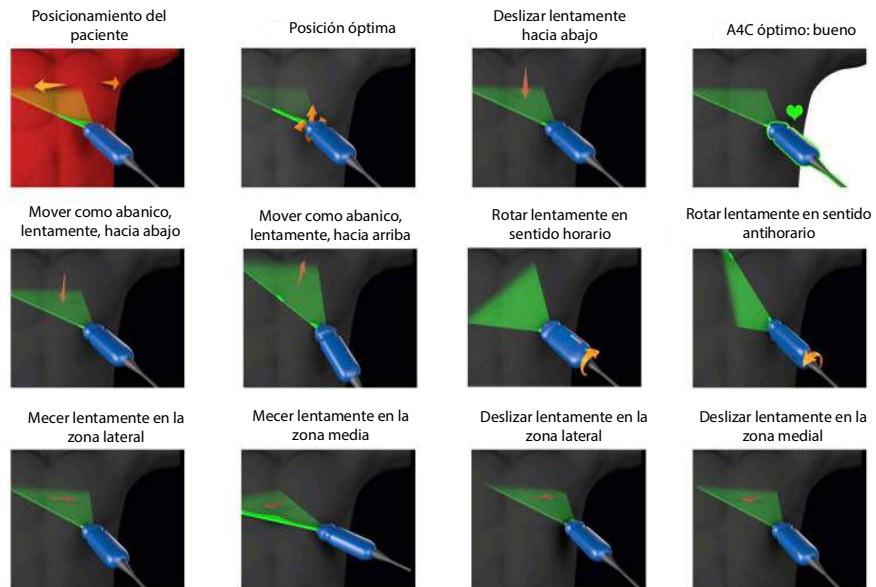 Posicionamiento del
paciente
Posición óptima
Deslizar lentamente
hacia abajo
A4C óptimo: bueno
Mover como abanico,
lentamente, hacia abajo
Mover como abanico,
lentamente, hacia arriba
Rotar lentamente en
sentido horario
Rotar lentamente en sentido
antihorario
Mecer lentamente en la
zona lateral
Mecer lentamente en la
zona media
Deslizar lentamente en la
zona lateral
Deslizar lentamente en la
zona medial